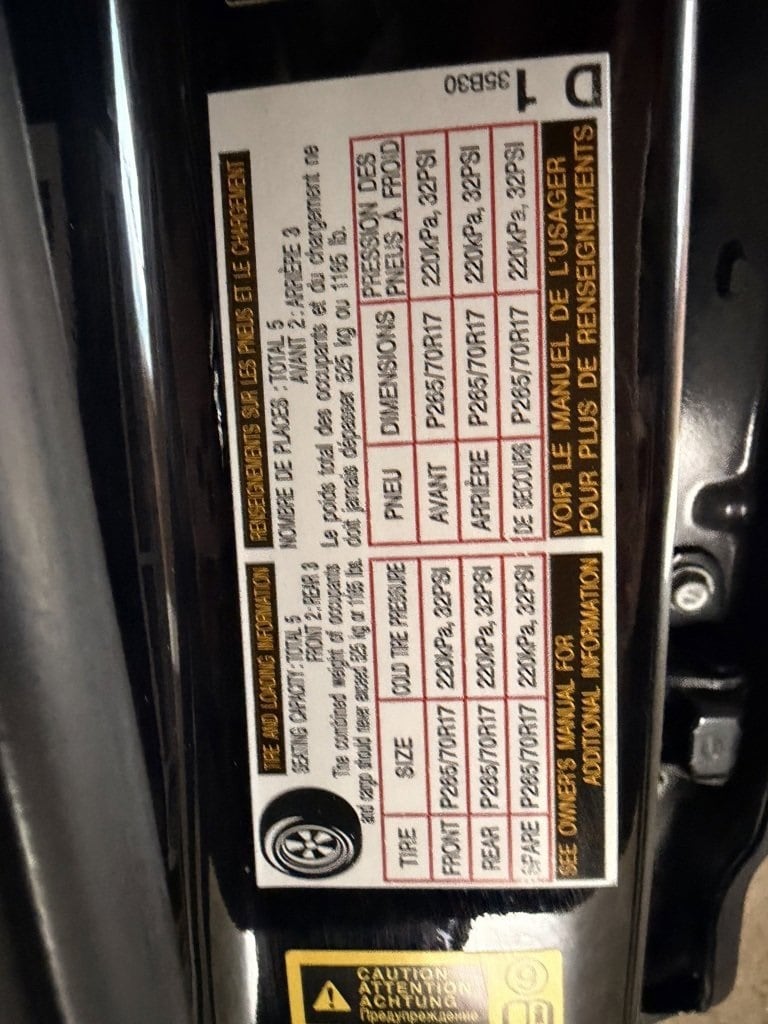 TIRE AND LOADING INFORMATION
SEATING CAPACITY : TOTAL 5
FRONT 2 : REAR 3
The combined weight of occupants
and cargo should never exceed 525 kg or 1165 lbs.
TIRE SIZE COLD TIRE PRESSURE
FRONT P265/70R17 220kPa, 32PSI
REAR P265/70R17 220kPa, 32PSI
SPARE P265/70R17 220kPa, 32PSI
SEE OWNER'S MANUAL FOR
ADDITIONAL INFORMATION
RENSEIGNEMENTS SUR LES PNEUS ET LE CHARGEMENT
NOMBRE DE PLACES : TOTAL 5
AVANT 2 : ARRIÈRE 3
Le poids total des occupants et du chargement ne
doit jamais dépasser 525 kg ou 1165 lb.
PNEU DIMENSIONS PRESSION DES
PNEUS À FROID
AVANT P265/70R17 220kPa, 32PSI
ARRIÈRE P265/70R17 220kPa, 32PSI
DE SECOURS P265/70R17 220kPa, 32PSI
VOIR LE MANUEL DE L'USAGER
POUR PLUS DE RENSEIGNEMENTS
35B30
D1
CAUTION
ATTENTION
ACHTUNG
Предупреждение